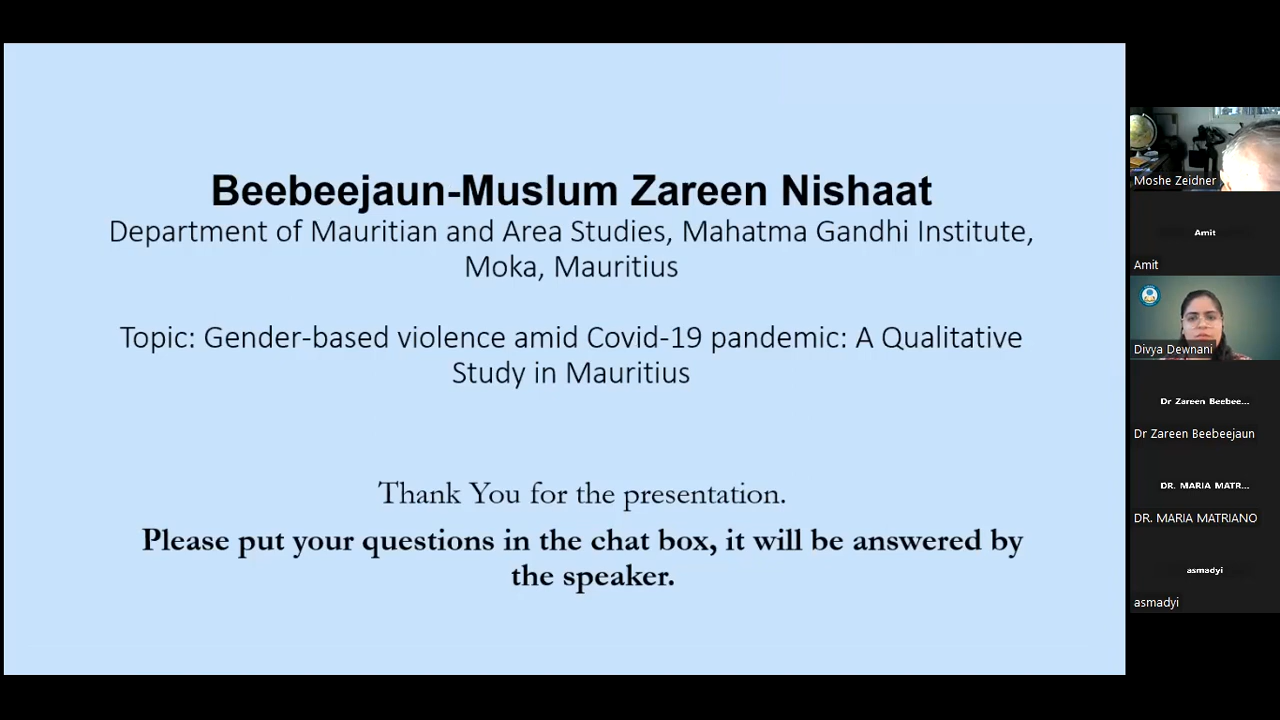 Beebeejaun-Muslum Zareen Nishaat
Department of Mauritian and Area Studies, Mahatma Gandhi Institute,
Moka, Mauritius
Topic: Gender-based violence amid Covid-19 pandemic: A Qualitative
Study in Mauritius
Thank You for the presentation.
Please put your questions in the chat box, it will be answered by
the speaker.
Moshe Zeidner
Amit
Amit
Divya Dewnani
Dr Zareen Beebee...
Dr Zareen Beebeejaun
DR. MARIA MATR...
DR. MARIA MATRIANO
asmadyi
asmadyi